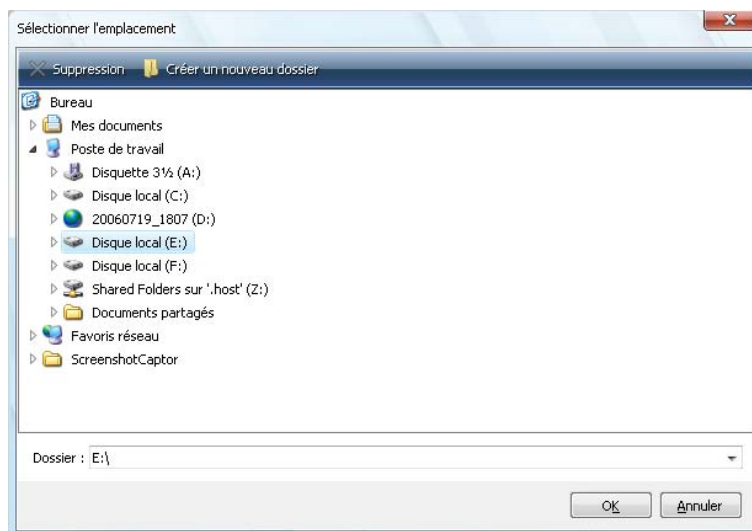 Sélectionner l'emplacement
Suppression Créer un nouveau dossier
Bureau
Mes documents
Poste de travail
Disquette 3½ (A:)
Disque local (C:)
20060719_1807 (D:)
Disque local (E:)
Disque local (F:)
Shared Folders sur '.host' (Z:)
Documents partagés
Favoris réseau
ScreenshotCaptor
Dossier : E:\
OK Annuler